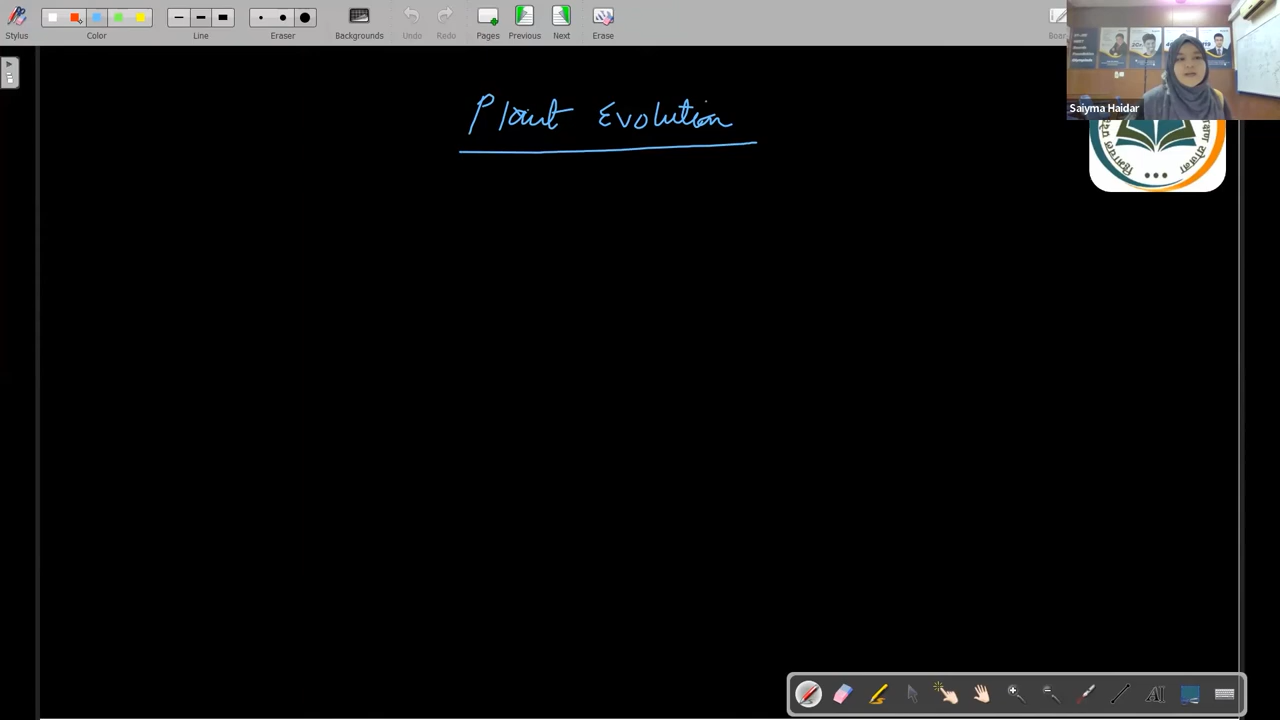 Stylus
Color
Line
Eraser
Backgrounds
Undo
Redo
Pages
Previous
Next
Erase
Saiyma Haidar
Plant Evolution